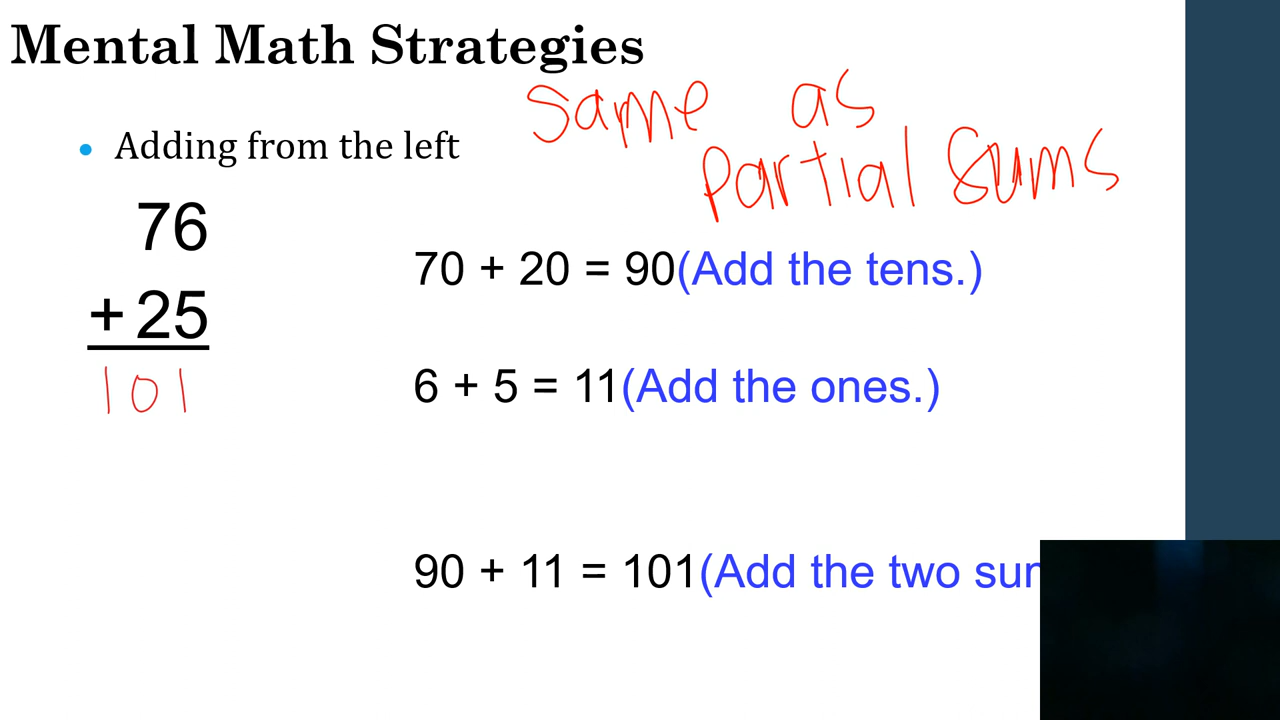 Mental Math Strategies
same as
partial sums
• Adding from the left
76
+ 25
101
70 + 20 = 90(Add the tens.)
6 + 5 = 11(Add the ones.)
90 + 11 = 101(Add the two